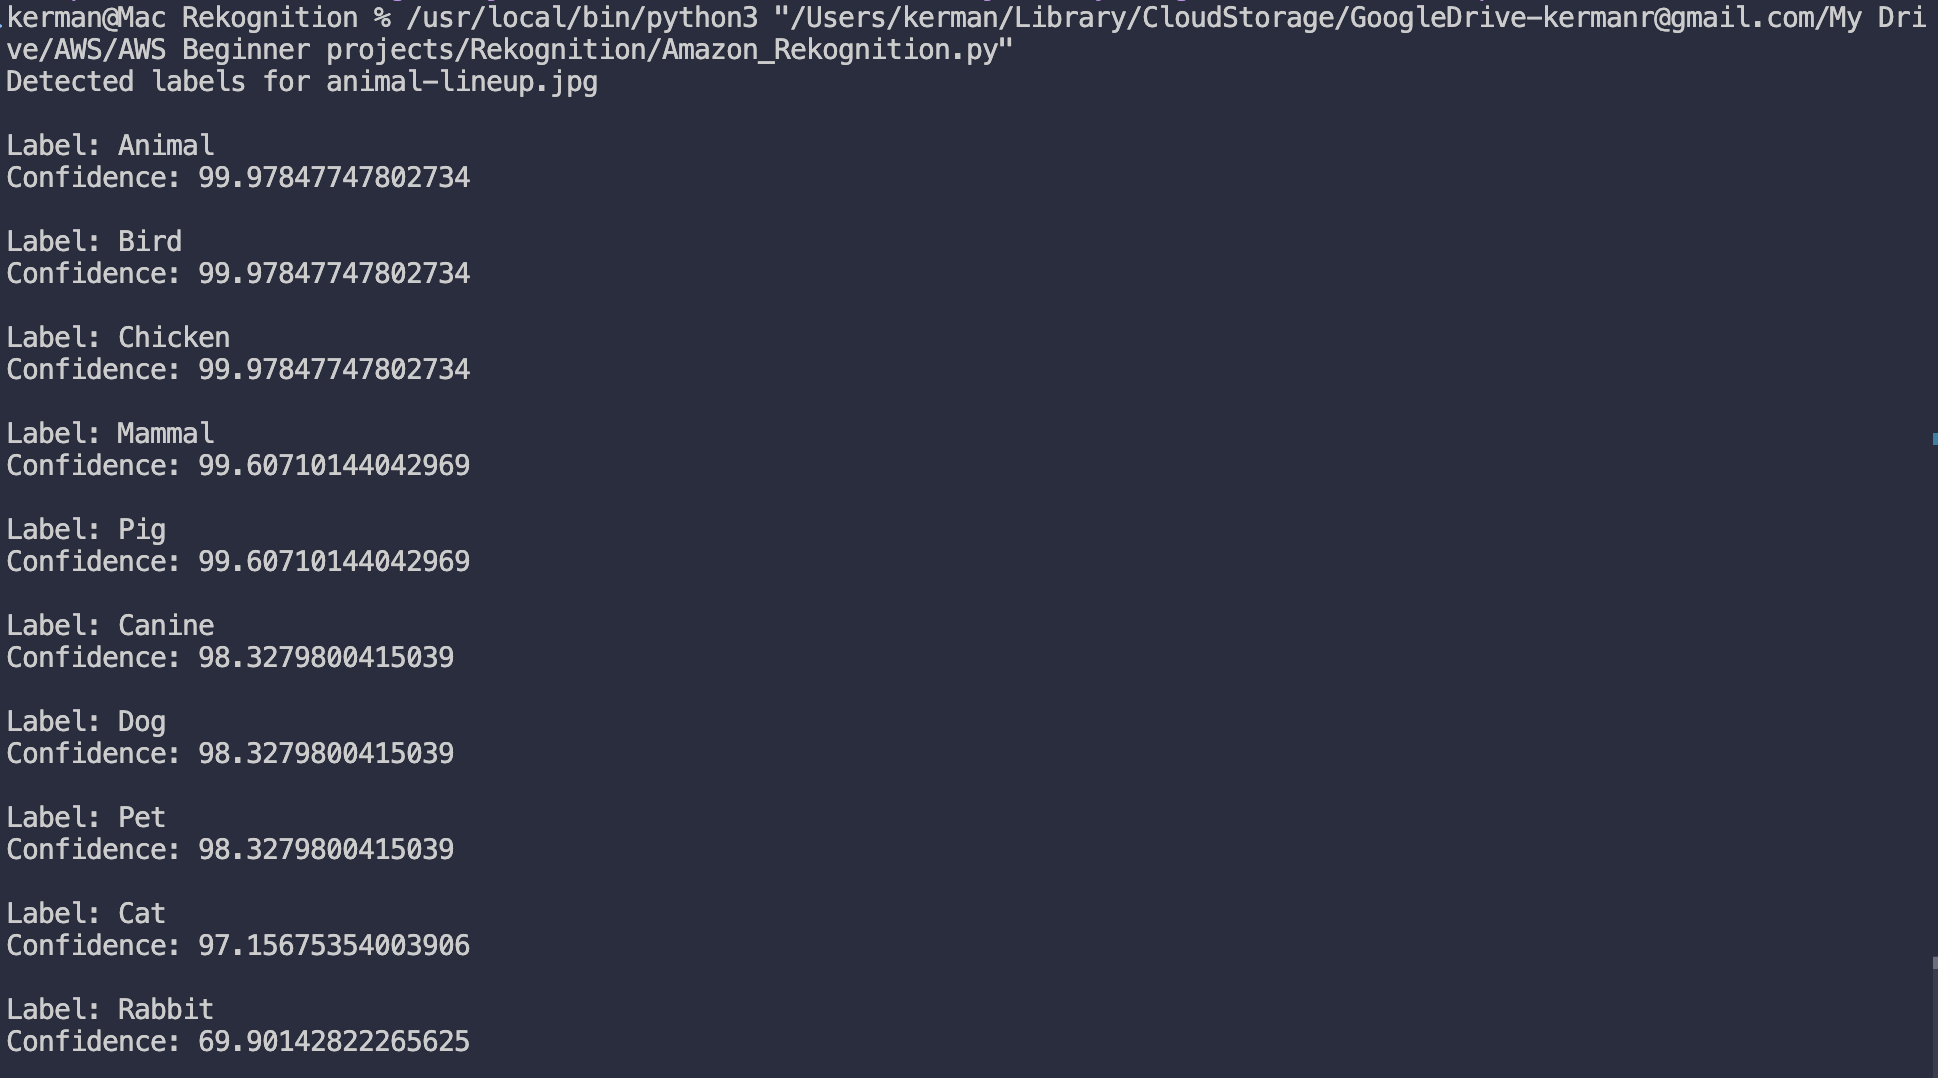 kerman@Mac Rekognition % /usr/local/bin/python3 "/Users/kerman/Library/CloudStorage/GoogleDrive-kermanr@gmail.com/My Dri
ve/AWS/AWS Beginner projects/Rekognition/Amazon_Rekognition.py"
Detected labels for animal-lineup.jpg
Label: Animal
Confidence: 99.97847747802734
Label: Bird
Confidence: 99.97847747802734
Label: Chicken
Confidence: 99.97847747802734
Label: Mammal
Confidence: 99.60710144042969
Label: Pig
Confidence: 99.60710144042969
Label: Canine
Confidence: 98.3279800415039
Label: Dog
Confidence: 98.3279800415039
Label: Pet
Confidence: 98.3279800415039
Label: Cat
Confidence: 97.15675354003906
Label: Rabbit
Confidence: 69.90142822265625